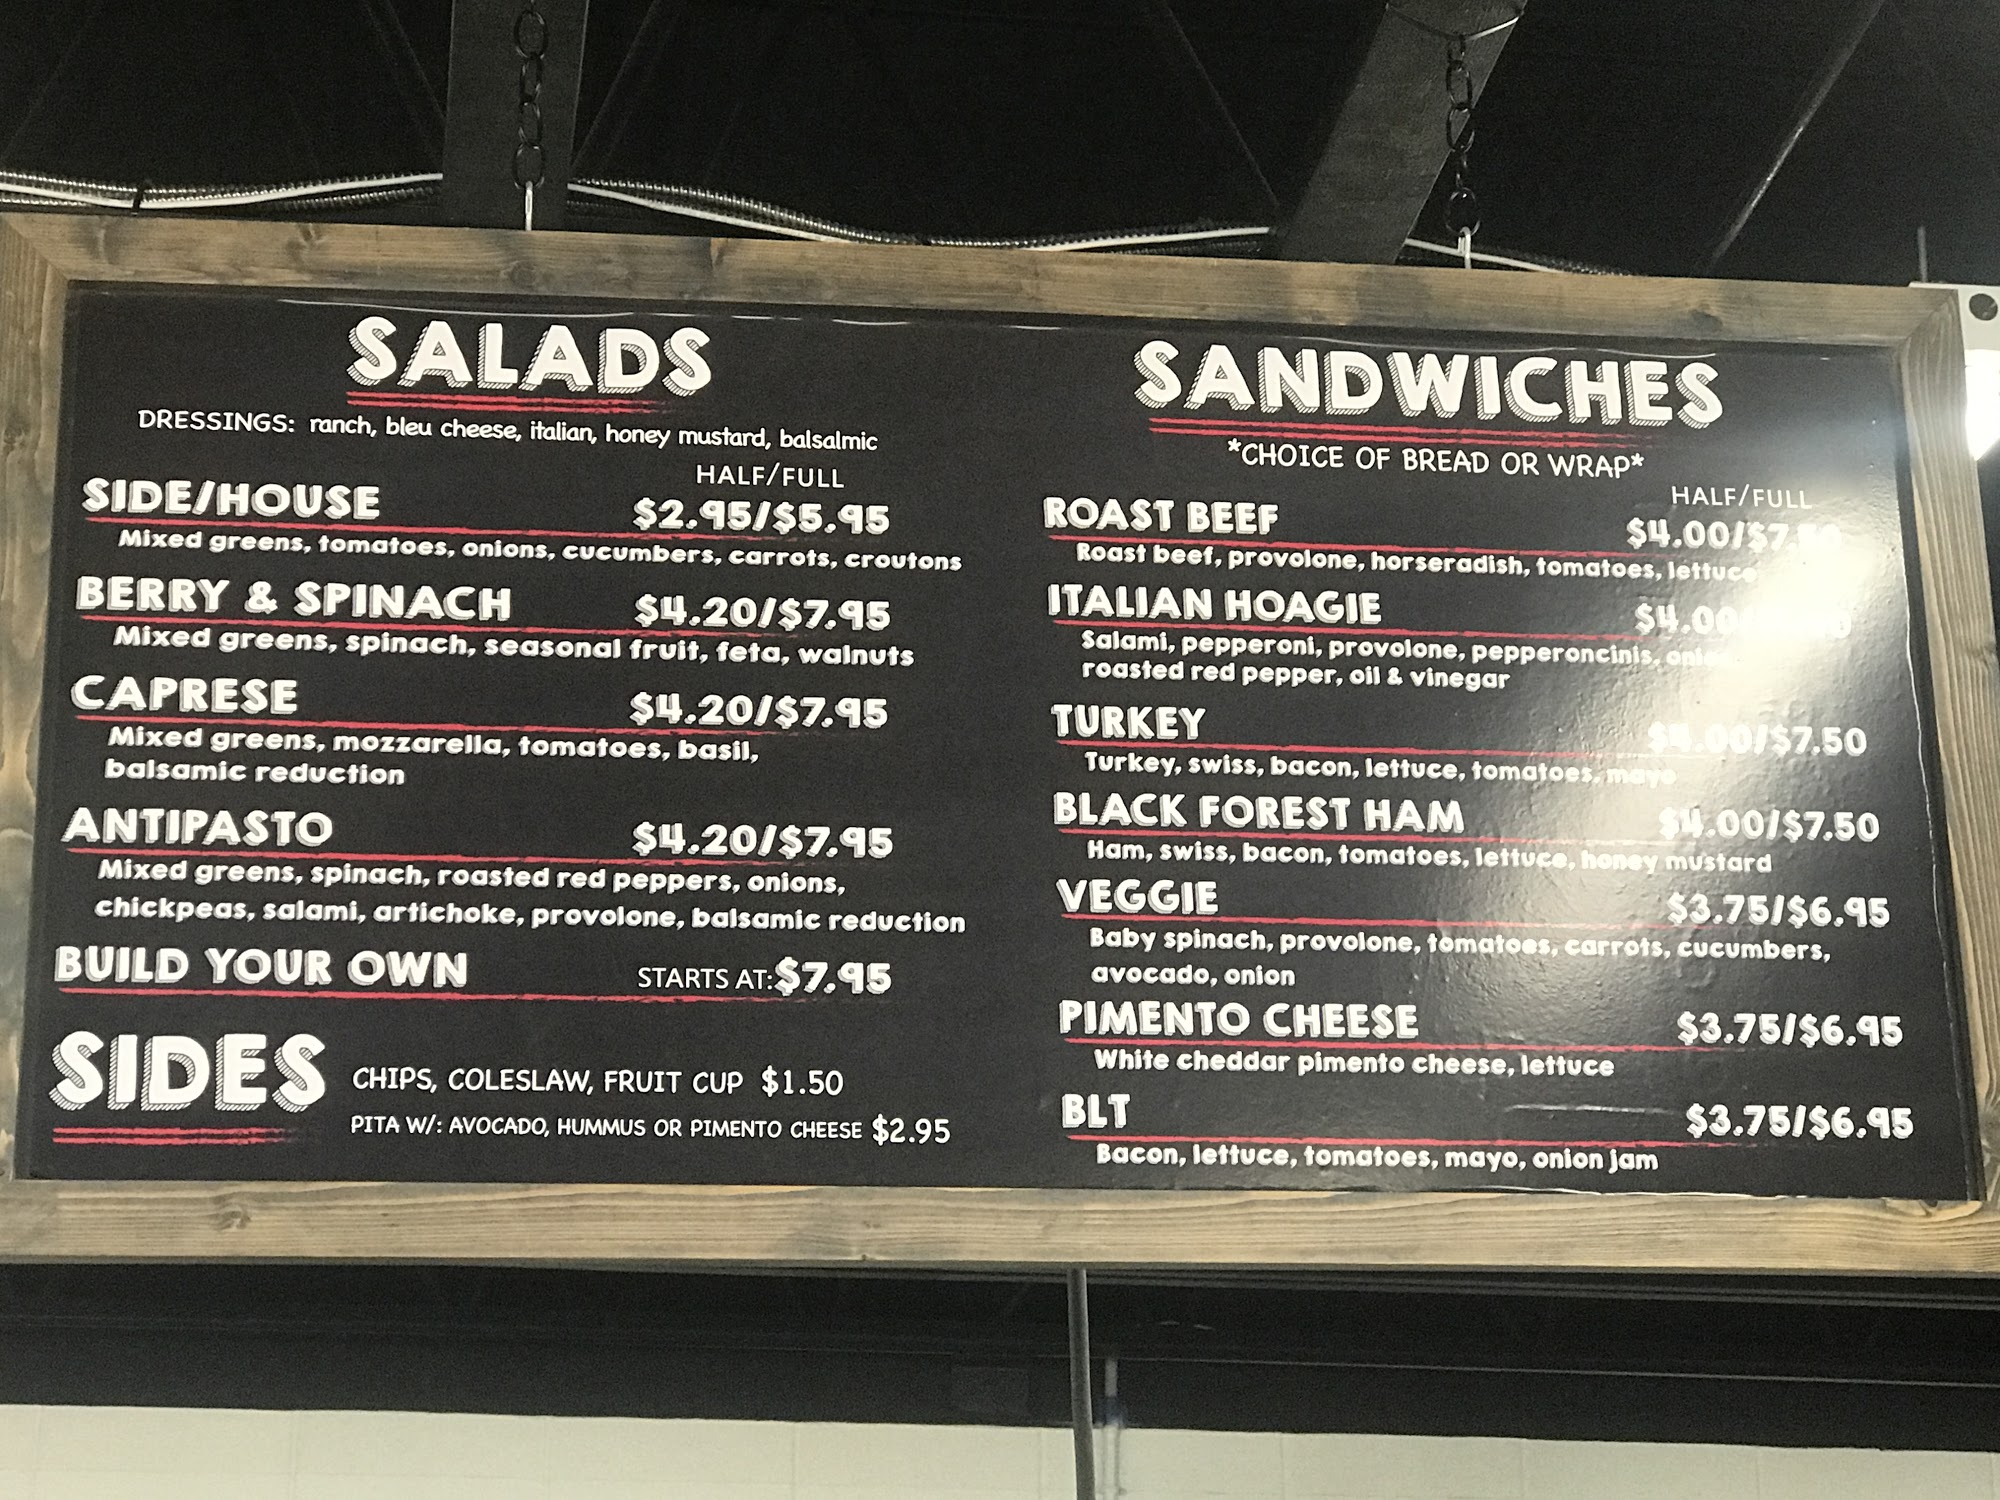 SALADS
DRESSINGS: ranch, bleu cheese, italian, honey mustard, balsalmic
HALF/FULL
SIDE/HOUSE $2.95/$5.95
Mixed greens, tomatoes, onions, cucumbers, carrots, croutons
BERRY & SPINACH $4.20/$7.95
Mixed greens, spinach, seasonal fruit, feta, walnuts
CAPRESE $4.20/$7.95
Mixed greens, mozzarella, tomatoes, basil,
balsamic reduction
ANTIPASTO $4.20/$7.95
Mixed greens, spinach, roasted red peppers, onions,
chickpeas, salami, artichoke, provolone, balsamic reduction
BUILD YOUR OWN STARTS AT: $7.95
SIDES
CHIPS, COLESLAW, FRUIT CUP $1.50
PITA W/: AVOCADO, HUMMUS OR PIMENTO CHEESE $2.95
SANDWICHES
*CHOICE OF BREAD OR WRAP*
HALF/FULL
ROAST BEEF
Roast beef, provolone, horseradish, tomatoes, lettuce
ITALIAN HOAGIE
Salami, pepperoni, provolone, pepperoncinis,
roasted red pepper, oil & vinegar
TURKEY $4.00/$7.50
Turkey, swiss, bacon, lettuce, tomatoes, mayo
BLACK FOREST HAM $4.00/$7.50
Ham, swiss, bacon, tomatoes, lettuce, honey mustard
VEGGIE $3.75/$6.95
Baby spinach, provolone, tomatoes, carrots, cucumbers,
avocado, onion
PIMENTO CHEESE $3.75/$6.95
White cheddar pimento cheese, lettuce
BLT $3.75/$6.95
Bacon, lettuce, tomatoes, mayo, onion jam